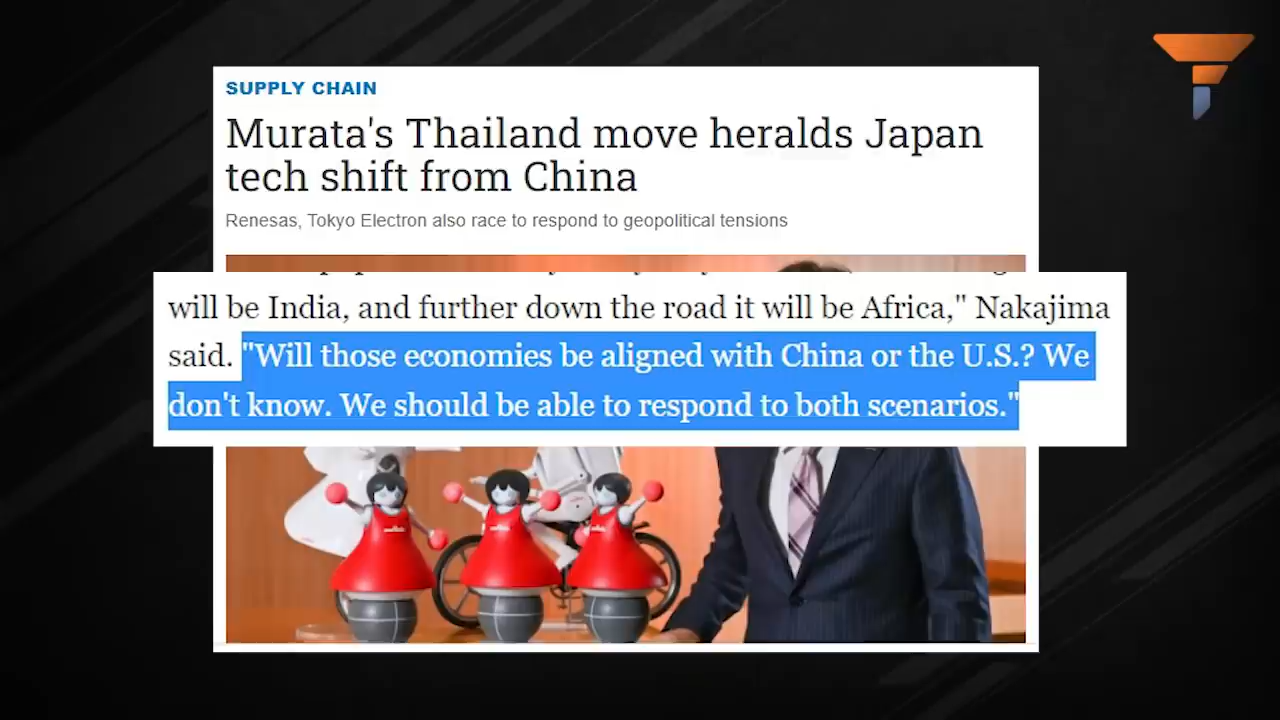 SUPPLY CHAIN
Murata's Thailand move heralds Japan
tech shift from China
Renesas, Tokyo Electron also race to respond to geopolitical tensions
will be India, and further down the road it will be Africa," Nakajima
said. "Will those economies be aligned with China or the U.S.? We
don't know. We should be able to respond to both scenarios."